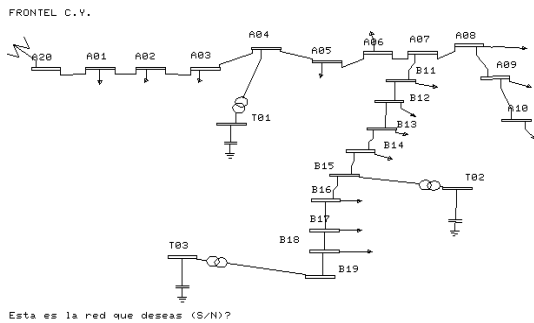 FRONTEL C.Y.
A20
A01
A02
A03
A04
A05
A06
A07
A08
A09
A10
B11
B12
B13
B14
B15
B16
B17
B18
B19
T01
T02
T03
Esta es la red que deseas (S/N)?